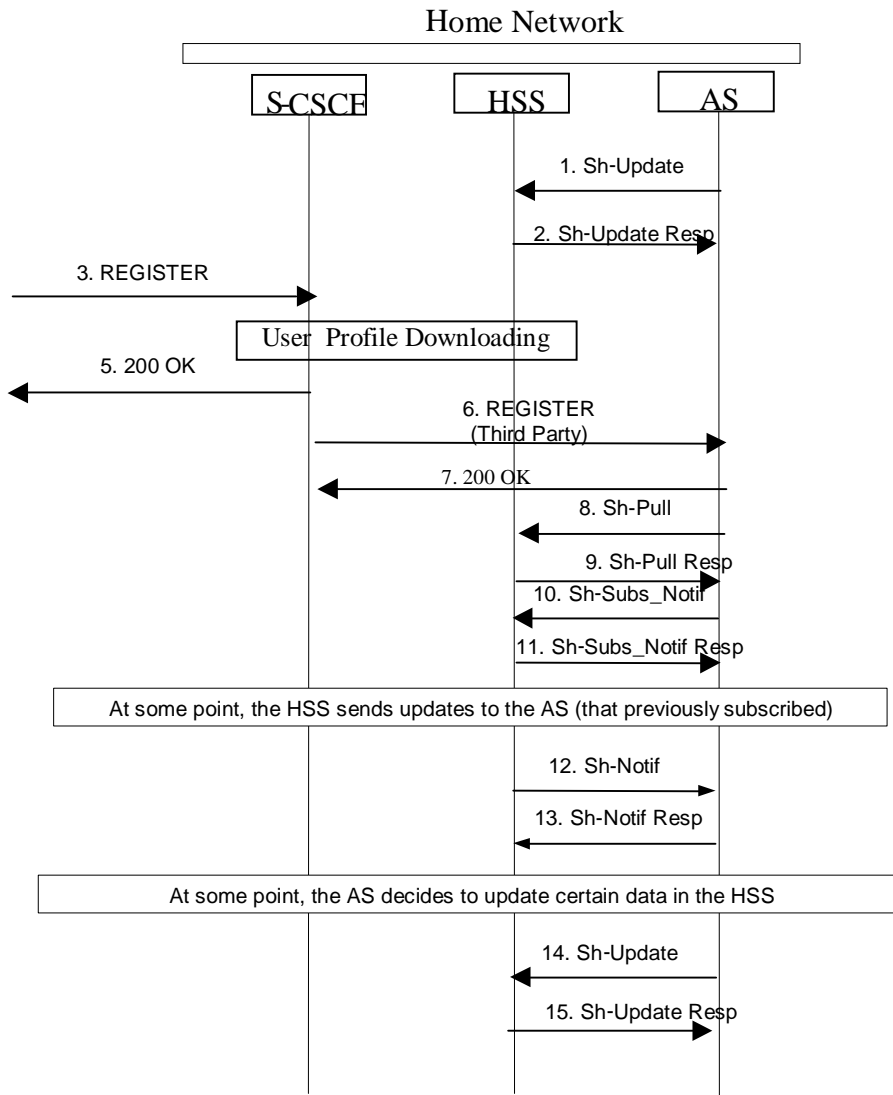 Home Network
S-CSCF
HSS
AS
1. Sh-Update
2. Sh-Update Resp
3. REGISTER
User Profile Downloading
5. 200 OK
6. REGISTER
(Third Party)
7. 200 OK
8. Sh-Pull
9. Sh-Pull Resp
10. Sh-Subs_Notif
11. Sh-Subs_Notif Resp
At some point, the HSS sends updates to the AS (that previously subscribed)
12. Sh-Notif
13. Sh-Notif Resp
At some point, the AS decides to update certain data in the HSS
14. Sh-Update
15. Sh-Update Resp